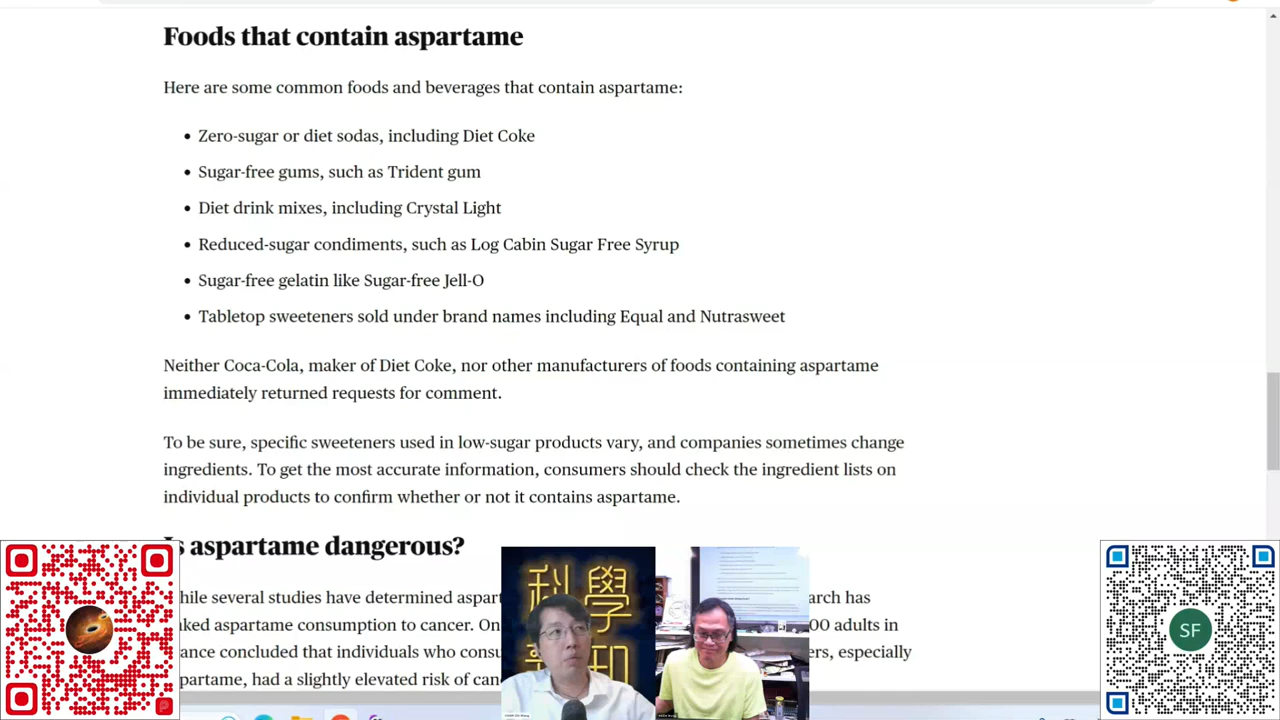 Foods that contain aspartame
Here are some common foods and beverages that contain aspartame:
• Zero-sugar or diet sodas, including Diet Coke
• Sugar-free gums, such as Trident gum
• Diet drink mixes, including Crystal Light
• Reduced-sugar condiments, such as Log Cabin Sugar Free Syrup
• Sugar-free gelatin like Sugar-free Jell-O
• Tabletop sweeteners sold under brand names including Equal and Nutrasweet
Neither Coca-Cola, maker of Diet Coke, nor other manufacturers of foods containing aspartame
immediately returned requests for comment.
To be sure, specific sweeteners used in low-sugar products vary, and companies sometimes change
ingredients. To get the most accurate information, consumers should check the ingredient lists on
individual products to confirm whether or not it contains aspartame.
Is aspartame dangerous?
hile several studies have determined aspart arch has
ked aspartame consumption to cancer. On 00 adults in
ance concluded that individuals who consu rs, especially
partame, had a slightly elevated risk of can
科學
知
SF